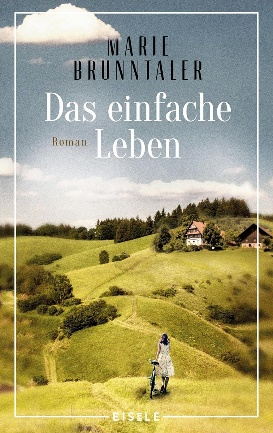 MARIE
BRUNNTALER
Das einfache
Roman Leben
EISELE